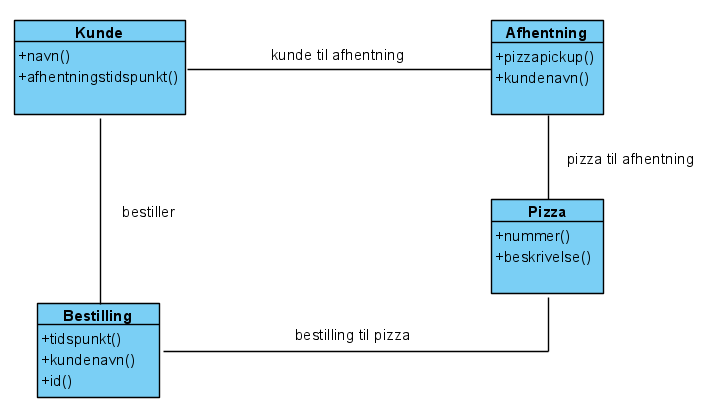 Kunde
+navn()
+afhentningstidspunkt()
kunde til afhentning
Afhentning
+pizzapickup()
+kundenavn()
pizza til afhentning
bestiller
Pizza
+nummer()
+beskrivelse()
Bestilling
+tidspunkt()
+kundenavn()
+id()
bestilling til pizza